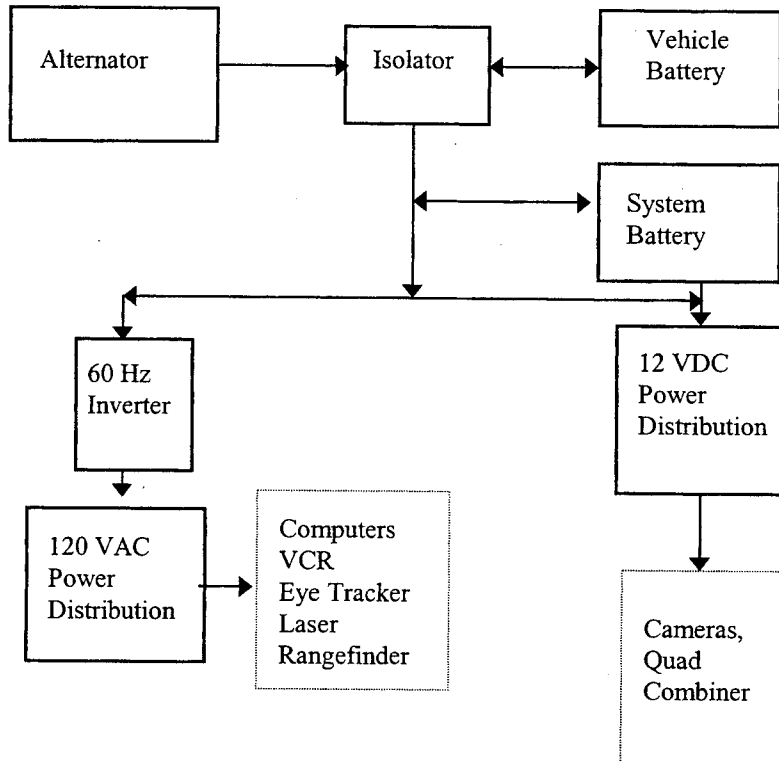 Alternator
Isolator
Vehicle
Battery
System
Battery
60 Hz
Inverter
12 VDC
Power
Distribution
120 VAC
Power
Distribution
Computers
VCR
Eye Tracker
Laser
Rangefinder
Cameras,
Quad
Combiner